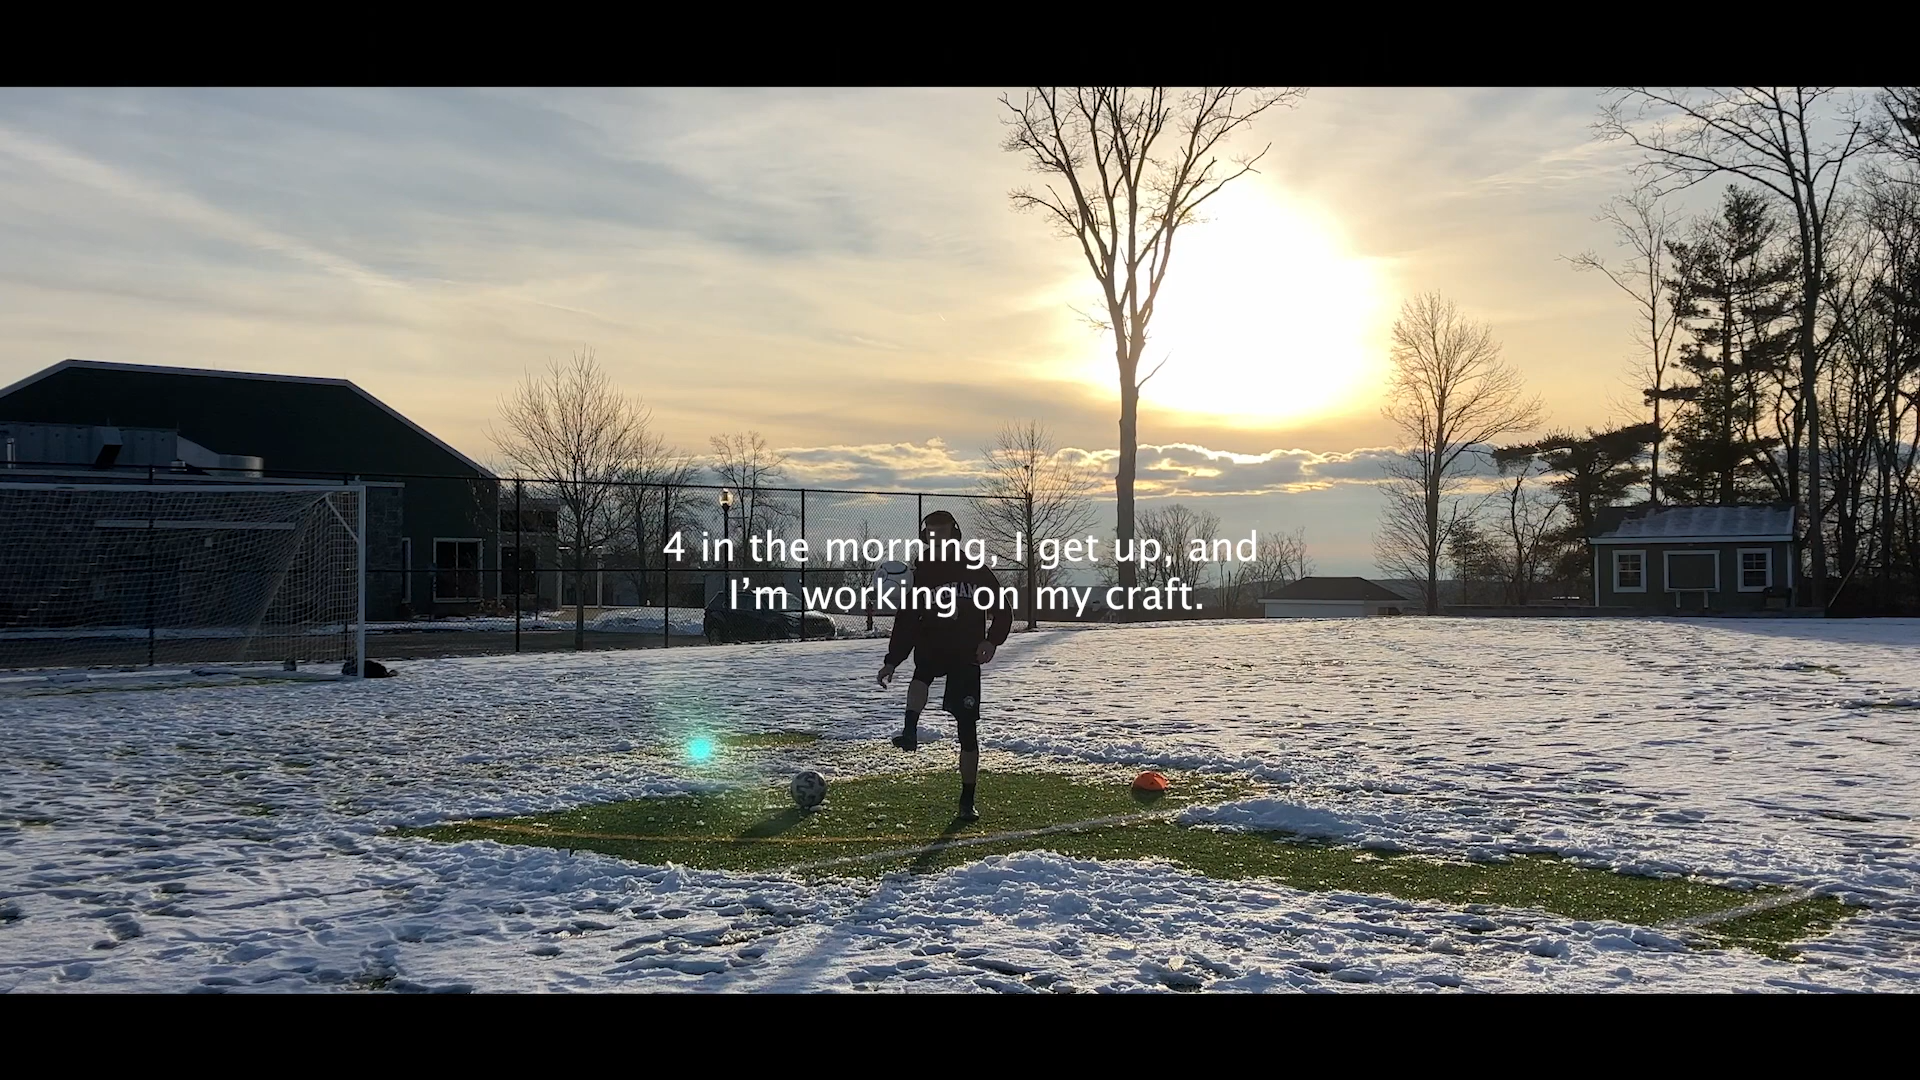 4 in the morning, I get up, and
I’m working on my craft.